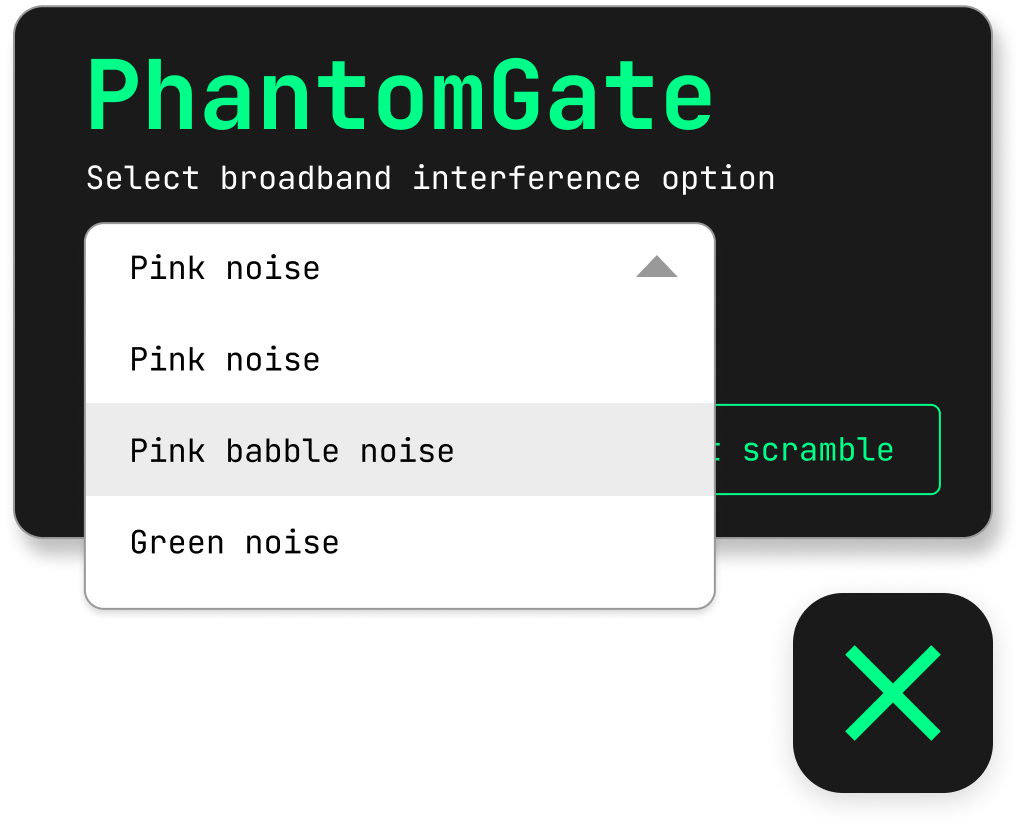 PhantomGate
Select broadband interference option
Pink noise
Pink noise
Pink babble noise
scramble
Green noise